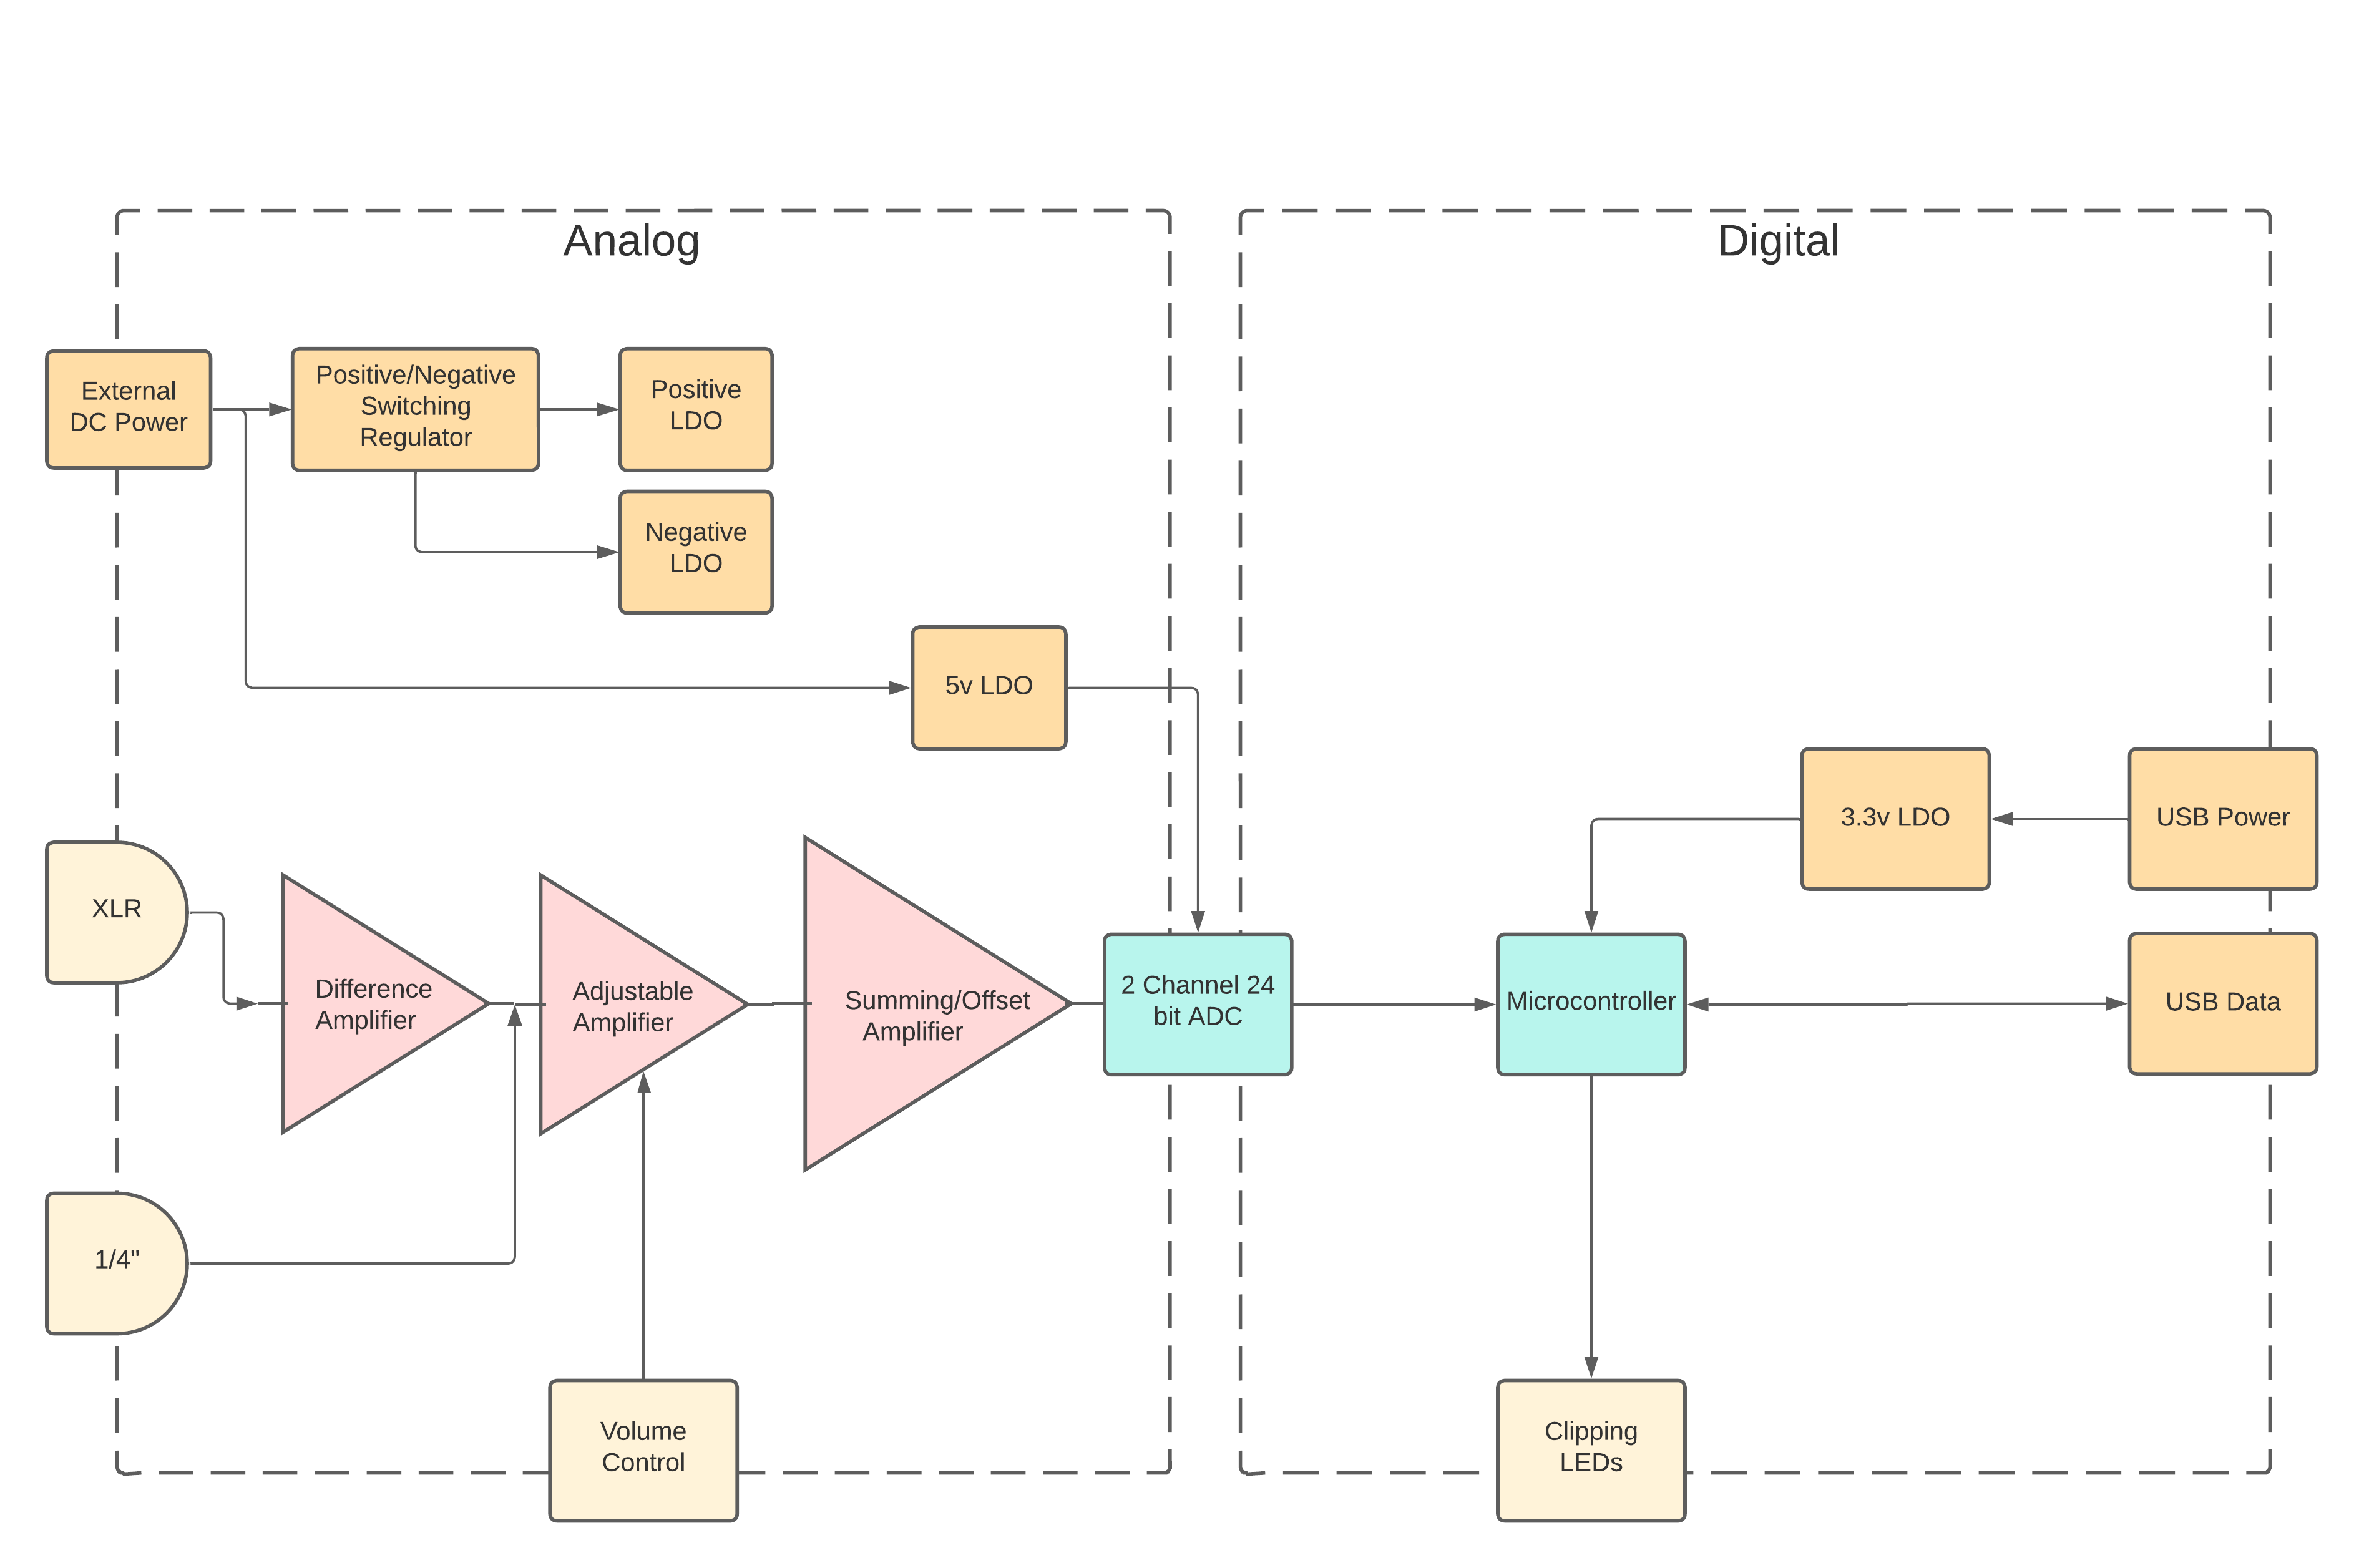 Analog
Digital
External
DC Power
Positive/Negative
Switching
Regulator
Positive
LDO
Negative
LDO
5v LDO
3.3v LDO
USB Power
XLR
Difference
Amplifier
Adjustable
Amplifier
Summing/Offset
Amplifier
2 Channel 24
bit ADC
Microcontroller
USB Data
1/4"
Volume
Control
Clipping
LEDs